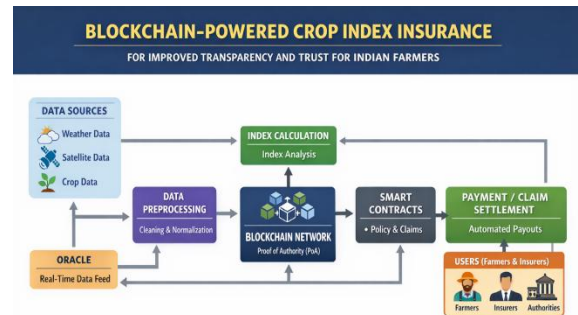 BLOCKCHAIN-POWERED CROP INDEX INSURANCE
FOR IMPROVED TRANSPARENCY AND TRUST FOR INDIAN FARMERS
DATA SOURCES
Weather Data
Satellite Data
Crop Data
INDEX CALCULATION
Index Analysis
DATA
PREPROCESSING
Cleaning & Normalization
BLOCKCHAIN NETWORK
Proof of Authority (PoA)
SMART
CONTRACTS
• Policy & Claims
PAYMENT / CLAIM
SETTLEMENT
Automated Payouts
ORACLE
Real-Time Data Feed
USERS (Farmers & Insurers)
Farmers
Insurers
Authorities